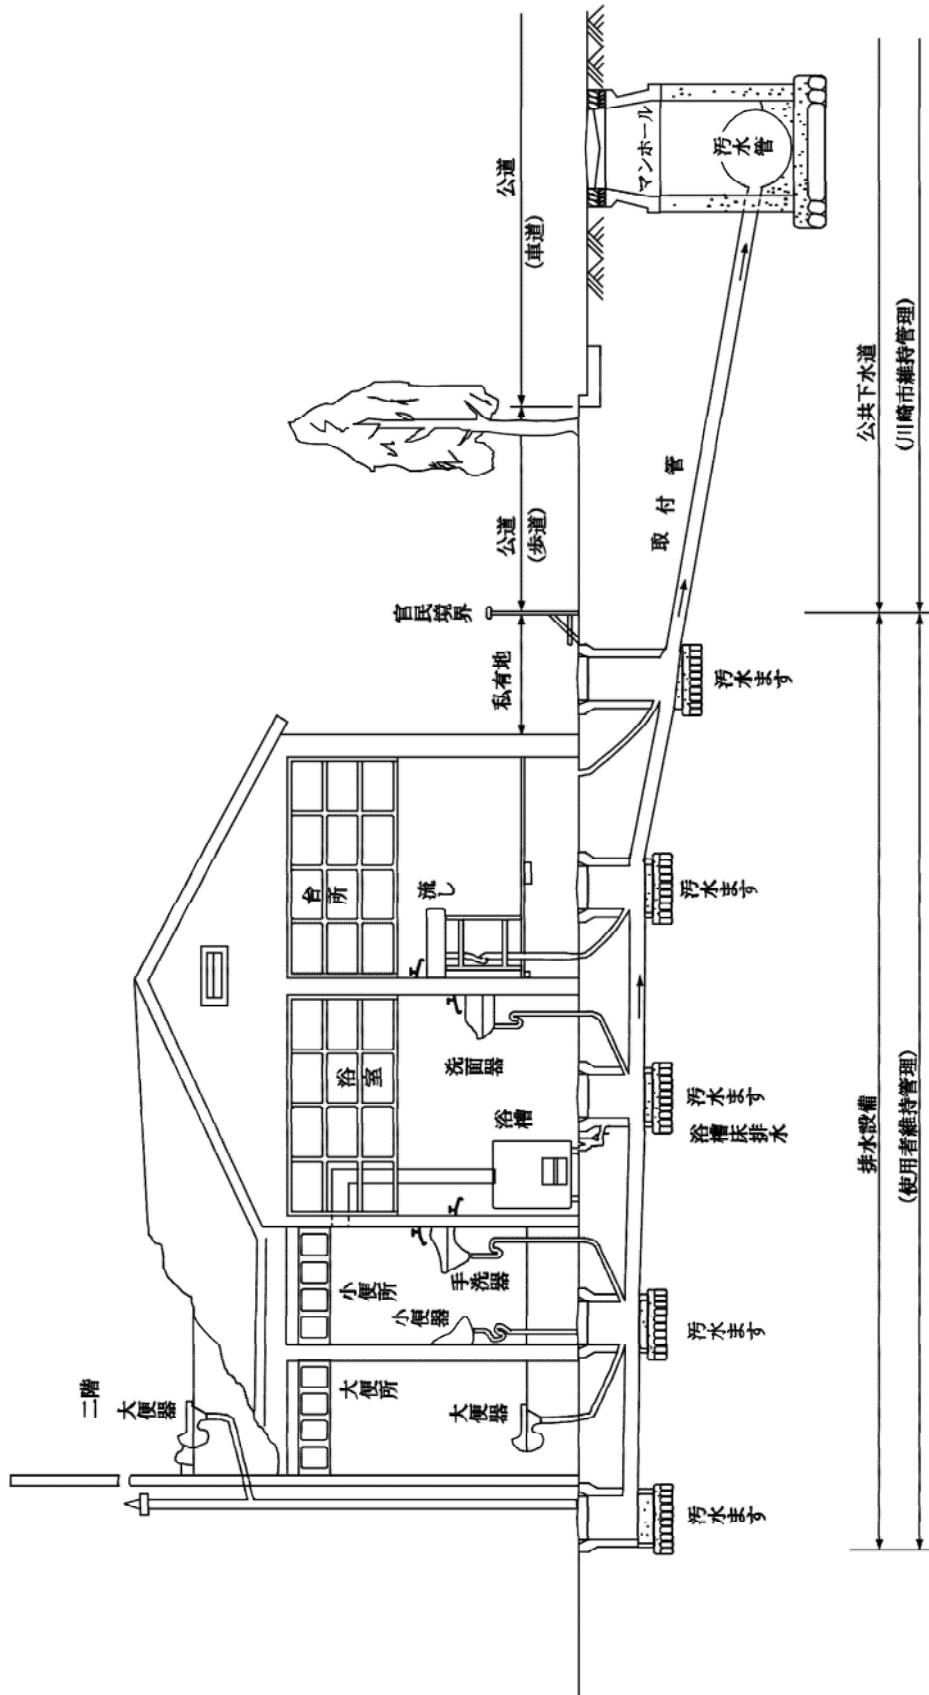 二階
大便器
大便所
大便器
小便所
小便器
手洗器
浴室
浴槽
洗面器
台所
流し
私有地
官民境界
公道
(歩道)
公道
(車道)
マンホール
汚水管
取付管
汚水ます
汚水ます
汚水ます
浴槽床排水
汚水ます
汚水ます
排水設備
(使用者維持管理)
公共下水道
(川崎市維持管理)